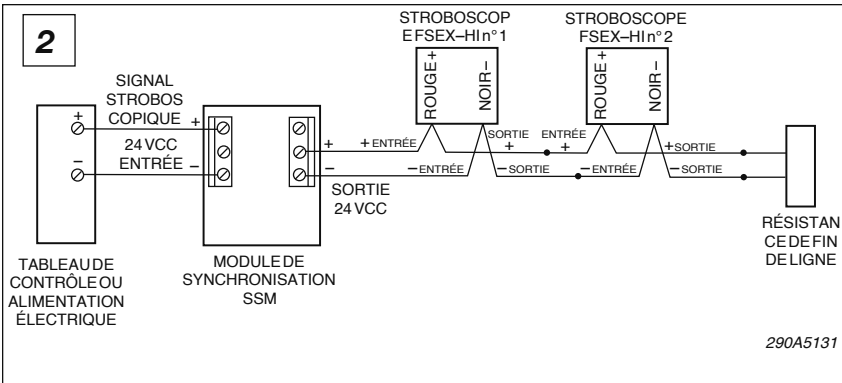 2
SIGNAL
STROBOS
COPIQUE
24 VCC
ENTRÉE
+
–
+
–
TABLEAU DE
CONTRÔLE OU
ALIMENTATION
ÉLECTRIQUE
MODULE DE
SYNCHRONISATION
SSM
+
–
SORTIE
24 VCC
STROBOSCOP
E FSEX–HI n° 1
ROUGE +
NOIR –
+ ENTRÉE
– ENTRÉE
SORTIE
+
– SORTIE
STROBOSCOPE
FSEX–HI n° 2
ROUGE +
NOIR –
ENTRÉE
+
– ENTRÉE
+ SORTIE
– SORTIE
RÉSISTAN
CE DE FIN
DE LIGNE
290A5131